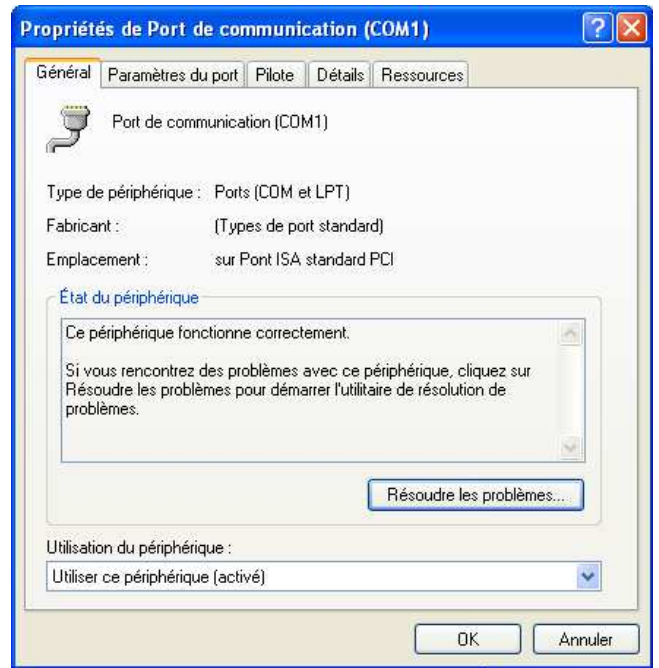 Propriétés de Port de communication (COM1)
Général Paramètres du port Pilote Détails Ressources
Port de communication (COM1)
Type de périphérique : Ports (COM et LPT)
Fabricant : (Types de port standard)
Emplacement : sur Pont ISA standard PCI
État du périphérique
Ce périphérique fonctionne correctement.
Si vous rencontrez des problèmes avec ce périphérique, cliquez sur
Résoudre les problèmes pour démarrer l'utilitaire de résolution de
problèmes.
Résoudre les problèmes...
Utilisation du périphérique :
Utiliser ce périphérique (activé)
OK Annuler